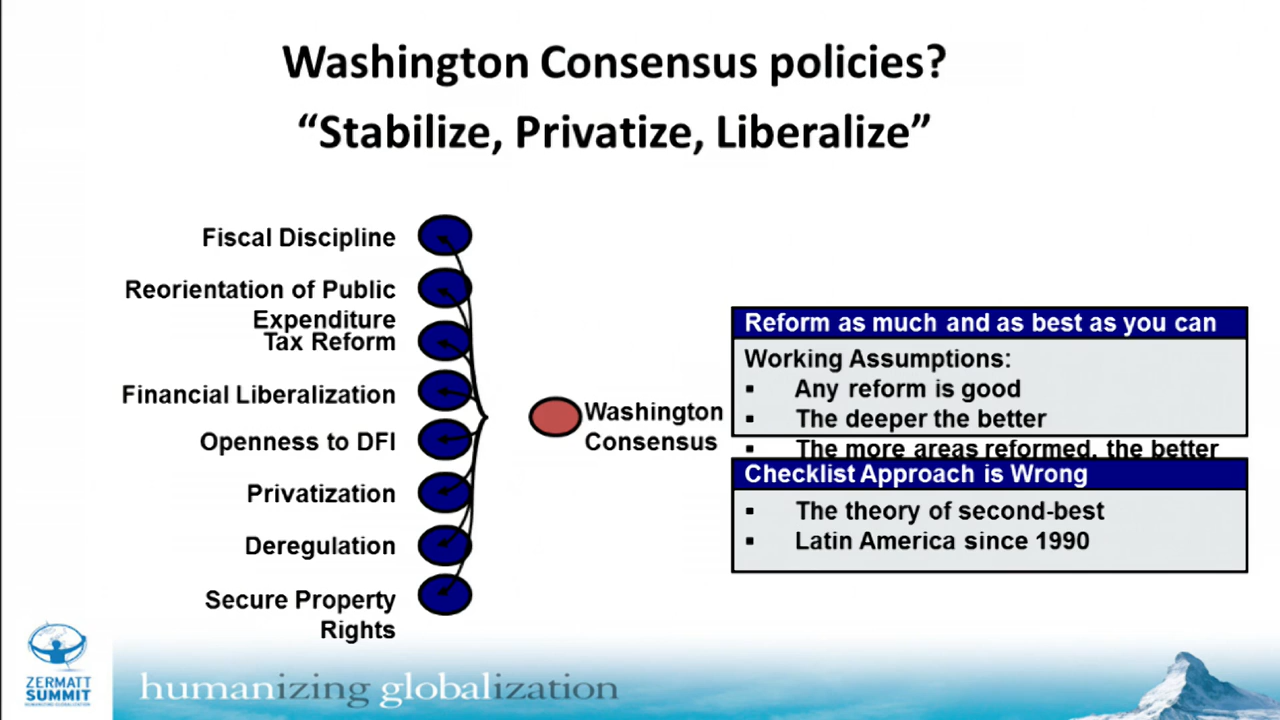 Washington Consensus policies?
“Stabilize, Privatize, Liberalize”
Fiscal Discipline
Reorientation of Public
Expenditure
Tax Reform
Financial Liberalization
Openness to DFI
Privatization
Deregulation
Secure Property
Rights
Washington
Consensus
Reform as much and as best as you can
Working Assumptions:
▪ Any reform is good
▪ The deeper the better
▪ The more areas reformed, the better
Checklist Approach is Wrong
▪ The theory of second-best
▪ Latin America since 1990
ZERMATT
SUMMIT
HUMANIZING GLOBALIZATION
humanizing globalization